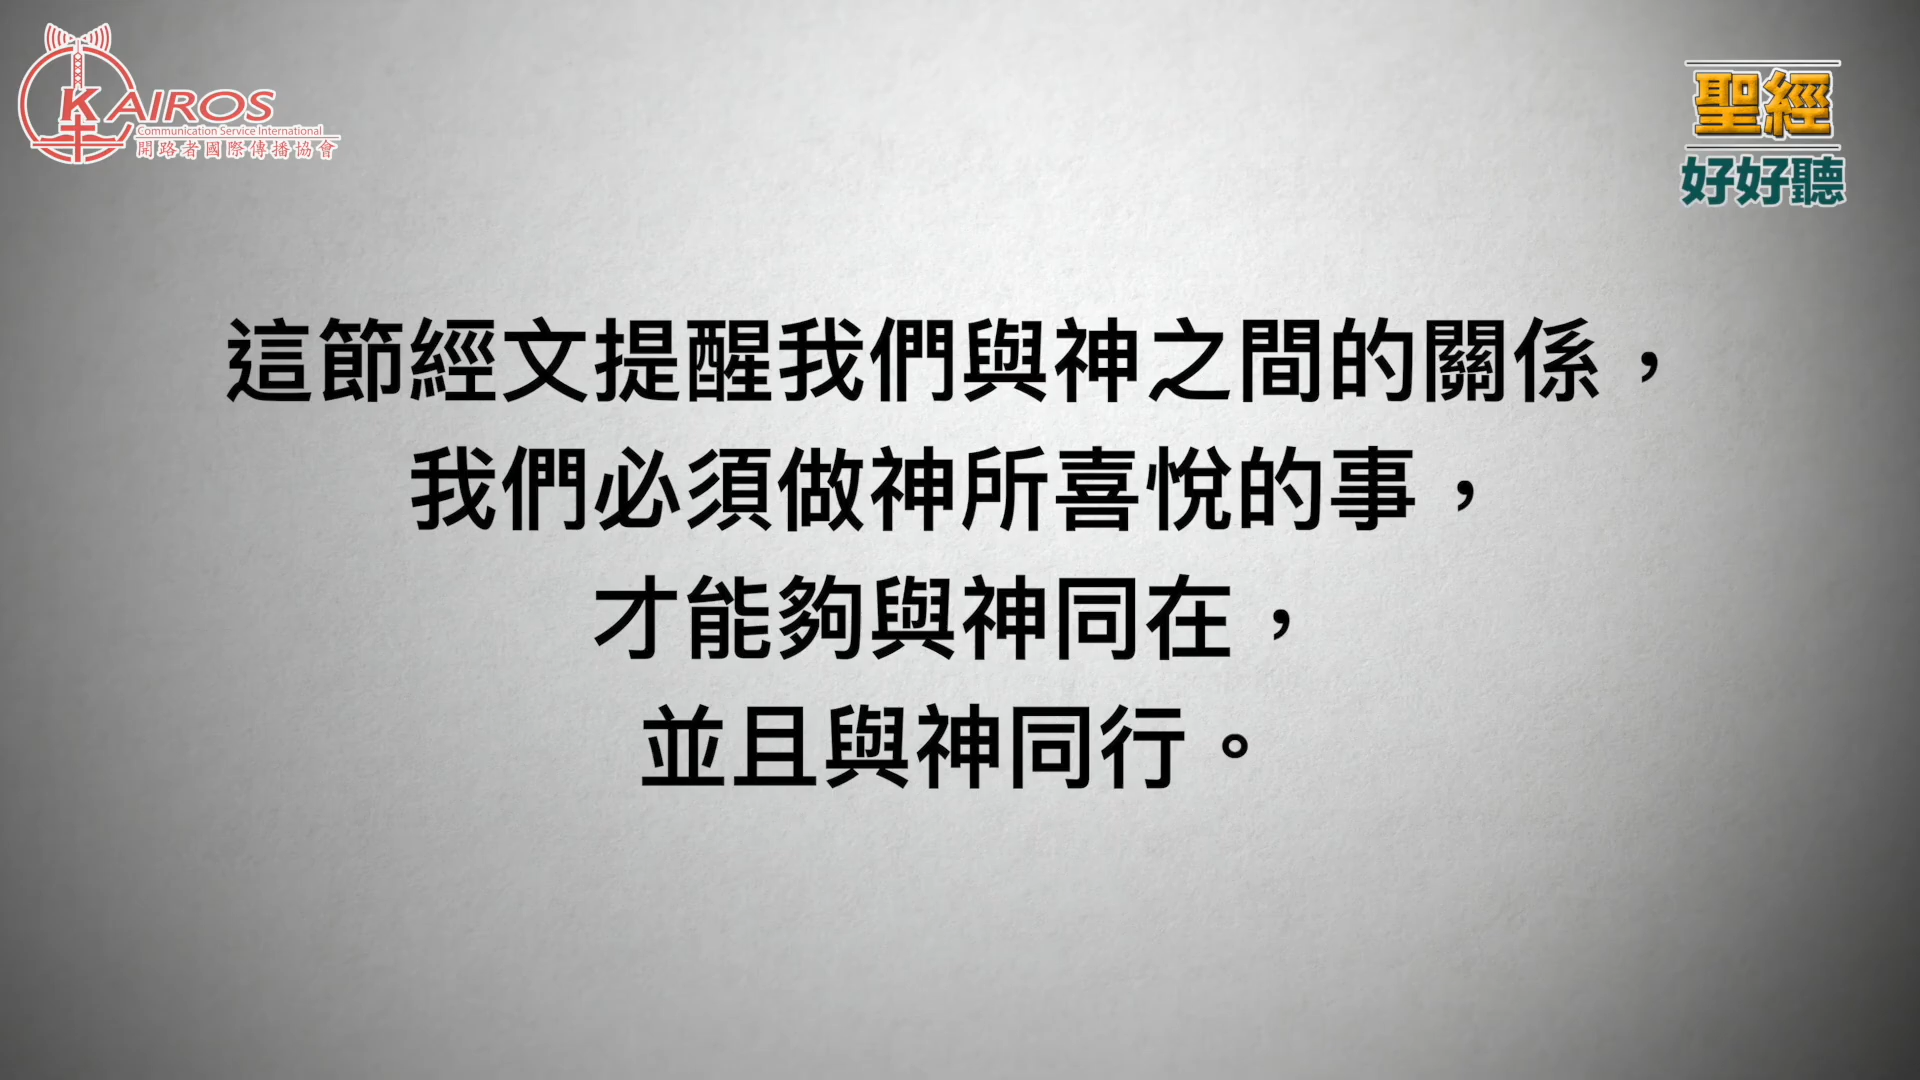 KAIROS
Communication Service International
開路者國際傳播協會
聖經
好好聽
這節經文提醒我們與神之間的關係，
我們必須做神所喜悅的事，
才能夠與神同在，
並且與神同行。